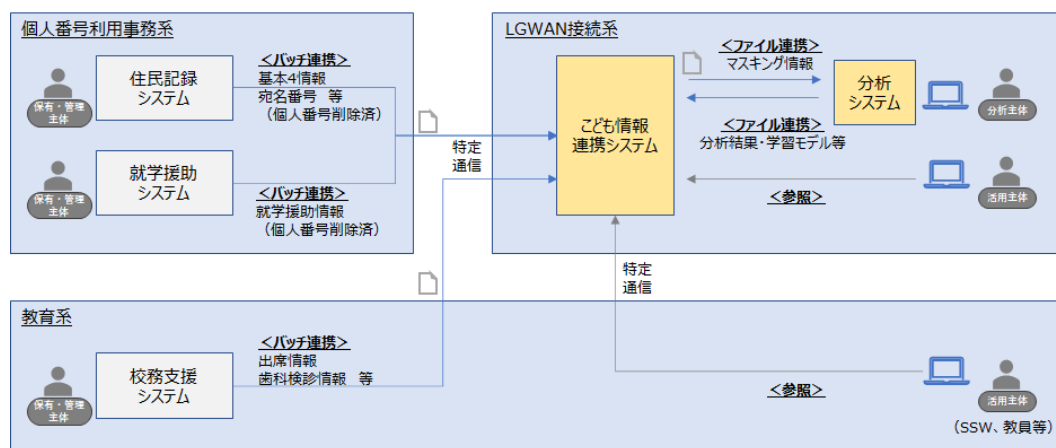 個人番号利用事務系
住民記録
システム
保有・管理
主体
<バッチ連携>
基本4情報
宛名番号 等
(個人番号削除済)
就学援助
システム
保有・管理
主体
<バッチ連携>
就学援助情報
(個人番号削除済)
特定
通信
LGWAN接続系
こども情報
連携システム
<ファイル連携>
マスキング情報
<ファイル連携>
分析結果・学習モデル等
分析
システム
分析主体
<参照>
活用主体
特定
通信
教育系
校務支援
システム
保有・管理
主体
<バッチ連携>
出席情報
歯科検診情報 等
<参照>
活用主体
(SSW、教員等)